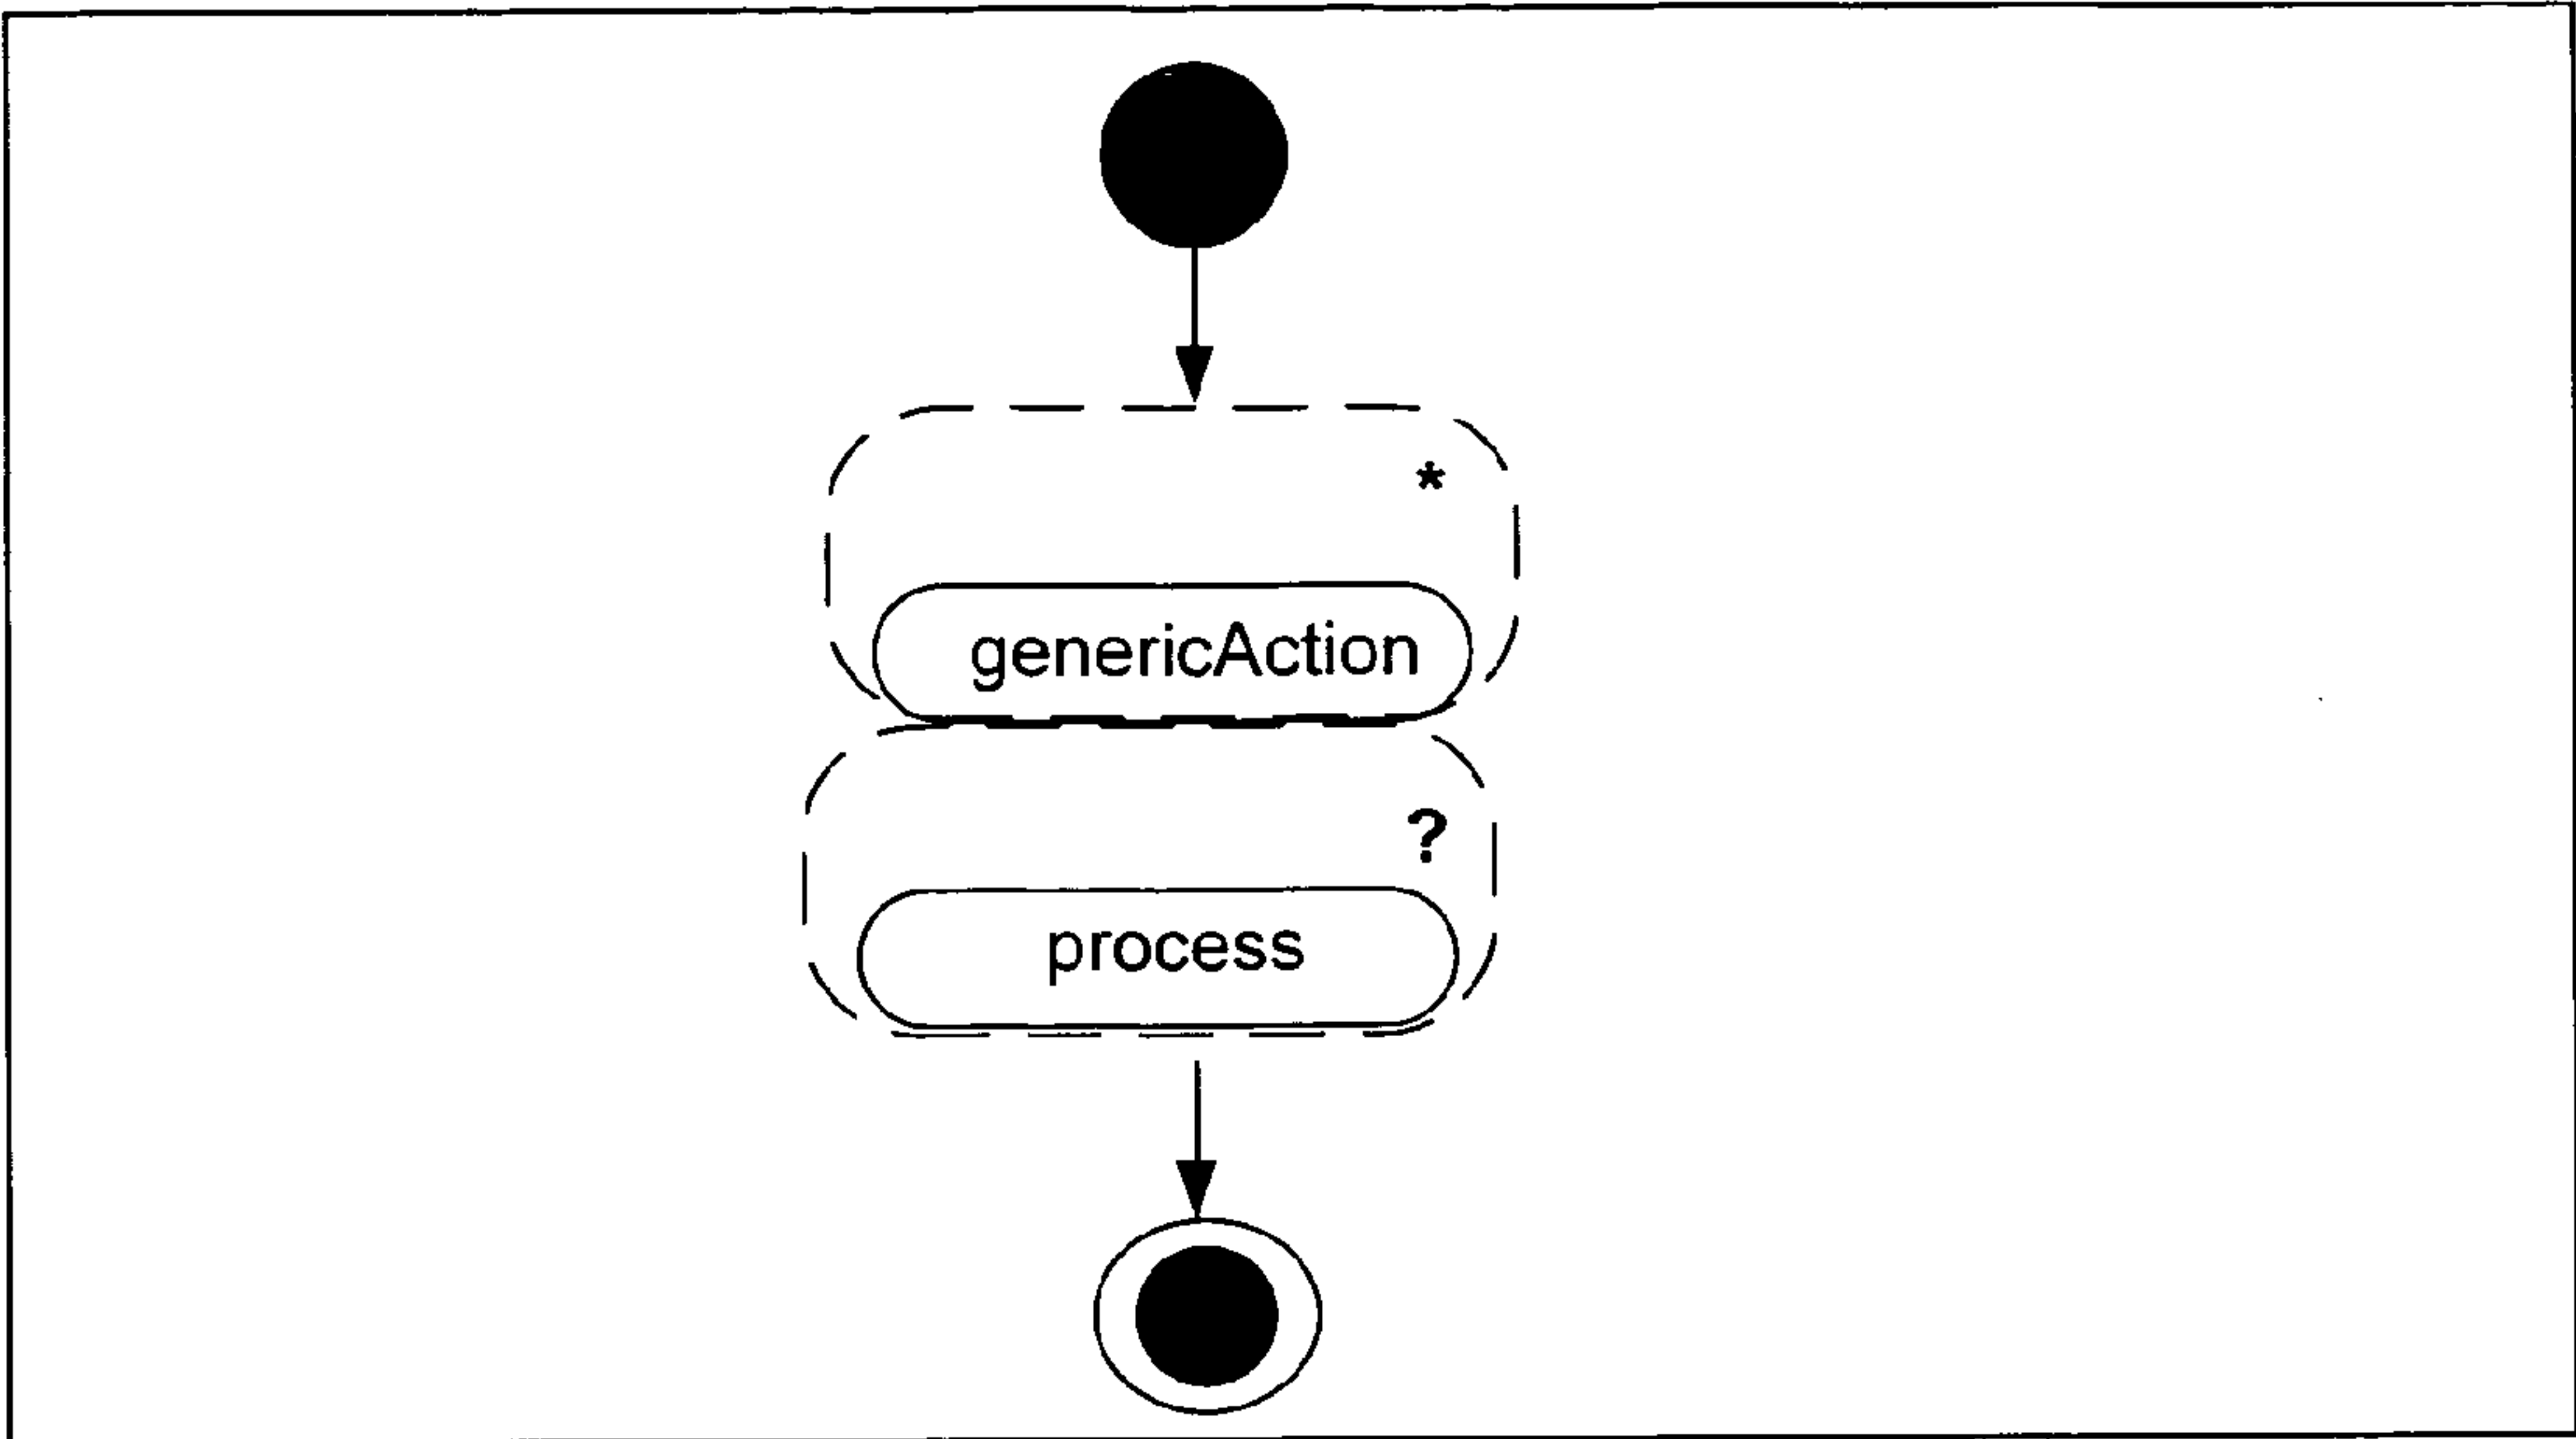 *
genericAction
?
process